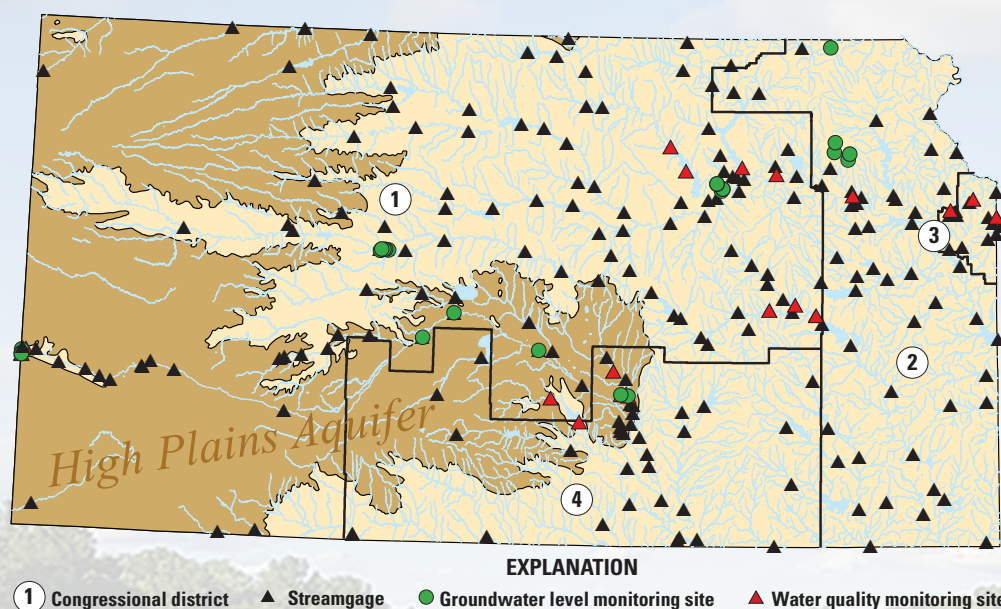 1
3
2
High Plains Aquifer
4
EXPLANATION
1 Congressional district Streamgage Groundwater level monitoring site Water quality monitoring site